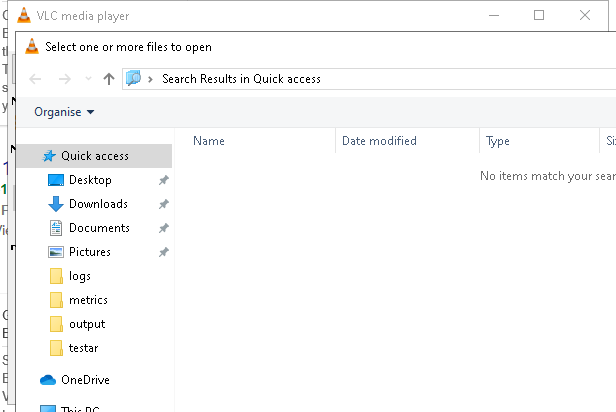 VLC media player
Select one or more files to open
Search Results in Quick access
Organise
Name Date modified Type
Quick access
No items match your sear
Desktop
Downloads
Documents
Pictures
logs
metrics
output
testar
OneDrive
This PC